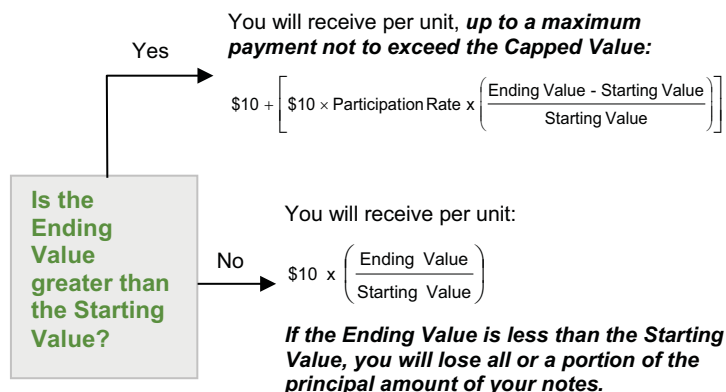 You will receive per unit, up to a maximum
payment not to exceed the Capped Value:
Yes
$10 + [ $10 × Participation Rate x ( Ending Value - Starting Value / Starting Value ) ]
Is the
Ending
Value
greater than
the Starting
Value?
No
You will receive per unit:
$10 x ( Ending Value / Starting Value )
If the Ending Value is less than the Starting
Value, you will lose all or a portion of the
principal amount of your notes.